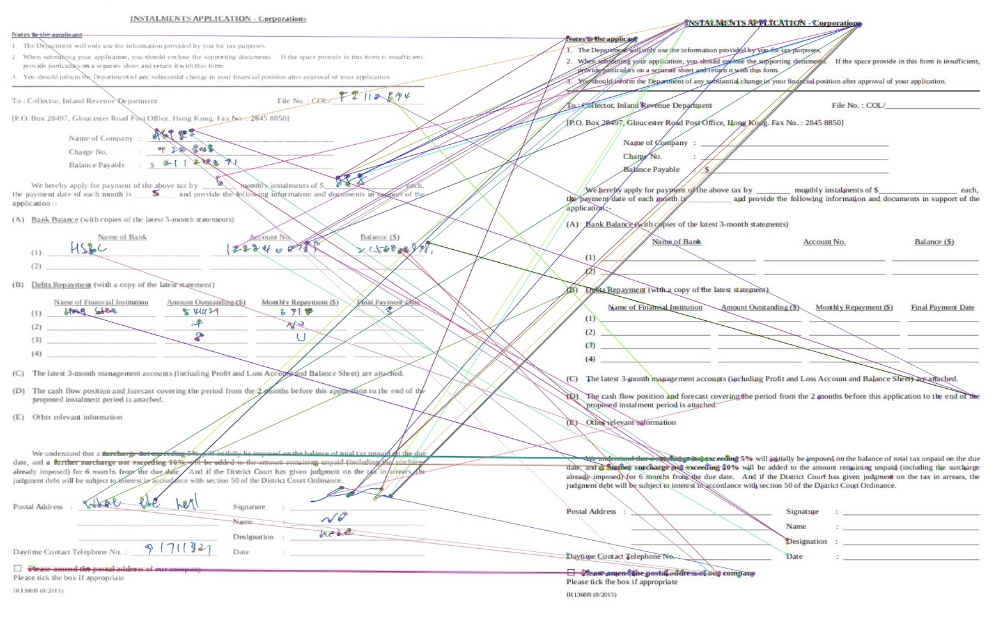 INSTALMENTS APPLICATION - Corporations
Notes to the applicant
1. The Department will only use the information provided by you for tax purposes.
2. When submitting your application, you should enclose the supporting documents. If the space in this form is insufficient,
provide particulars on a separate sheet and return it with this form.
3. You should inform the Department of any substantial change in your financial position after approval of your application.
To : Collector, Inland Revenue Department File No. : COL/
[P.O. Box 28497, Gloucester Road Post Office, Hong Kong. Fax No. : 2845 8850]
Name of Company :
Charge No. :
Balance Payable : $
We hereby apply for payment of the above tax by 6 monthly instalments of $ each,
the payment date of each month is 5 and provide the following information and documents in support of the
application :-
(A) Bank Balance (with copies of the latest 3-month statements)
Name of Bank Account No. Balance ($)
(1) HSBC
(2)
(B) Debts Repayment (with a copy of the latest statement)
Name of Financial Institution Amount Outstanding ($) Monthly Repayment ($) Final Payment Date
(1)
(2)
(3)
(4)
(C) The latest 3-month management accounts (including Profit and Loss Account and Balance Sheet) are attached.
(D) The cash flow position and forecast covering the period from the 2 months before this application to the end of the
proposed instalment period is attached.
(E) Other relevant information
We understand that a surcharge not exceeding 5% will initially be imposed on the balance of total tax unpaid on the due
date, and a further surcharge not exceeding 10% will be added to the amount remaining unpaid (including the surcharge
already imposed) for 6 months from the due date. And if the District Court has given judgment on the tax in arrears, the
judgment debt will be subject to interest in accordance with section 50 of the District Court Ordinance.
Postal Address : what the hell Signature :
Name : No
Designation : here
Daytime Contact Telephone No. : 91711321 Date :
☐ Please amend the postal address of our company
Please tick the box if appropriate
IR1360B (8/2015)
INSTALMENTS APPLICATION - Corporations
Notes to the applicant
1. The Department will only use the information provided by you for tax purposes.
2. When submitting your application, you should enclose the supporting documents. If the space in this form is insufficient,
provide particulars on a separate sheet and return it with this form.
3. You should inform the Department of any substantial change in your financial position after approval of your application.
To : Collector, Inland Revenue Department File No. : COL/
[P.O. Box 28497, Gloucester Road Post Office, Hong Kong. Fax No. : 2845 8850]
Name of Company :
Charge No. :
Balance Payable : $
We hereby apply for payment of the above tax by monthly instalments of $ each,
the payment date of each month is and provide the following information and documents in support of the
application:-
(A) Bank Balance (with copies of the latest 3-month statements)
Name of Bank Account No. Balance ($)
(1)
(2)
(B) Debts Repayment (with a copy of the latest statement)
Name of Financial Institution Amount Outstanding ($) Monthly Repayment ($) Final Payment Date
(1)
(2)
(3)
(4)
(C) The latest 3-month management accounts (including Profit and Loss Account and Balance Sheet) are attached.
(D) The cash flow position and forecast covering the period from the 2 months before this application to the end of the
proposed instalment period is attached.
(E) Other relevant information
We understand that a surcharge not exceeding 5% will initially be imposed on the balance of total tax unpaid on the due
date, and a further surcharge not exceeding 10% will be added to the amount remaining unpaid (including the surcharge
already imposed) for 6 months from the due date. And if the District Court has given judgment on the tax in arrears, the
judgment debt will be subject to interest in accordance with section 50 of the District Court Ordinance.
Postal Address : Signature :
Name :
Designation :
Daytime Contact Telephone No. : Date :
☐ Please amend the postal address of our company
Please tick the box if appropriate
IR1360B (8/2015)